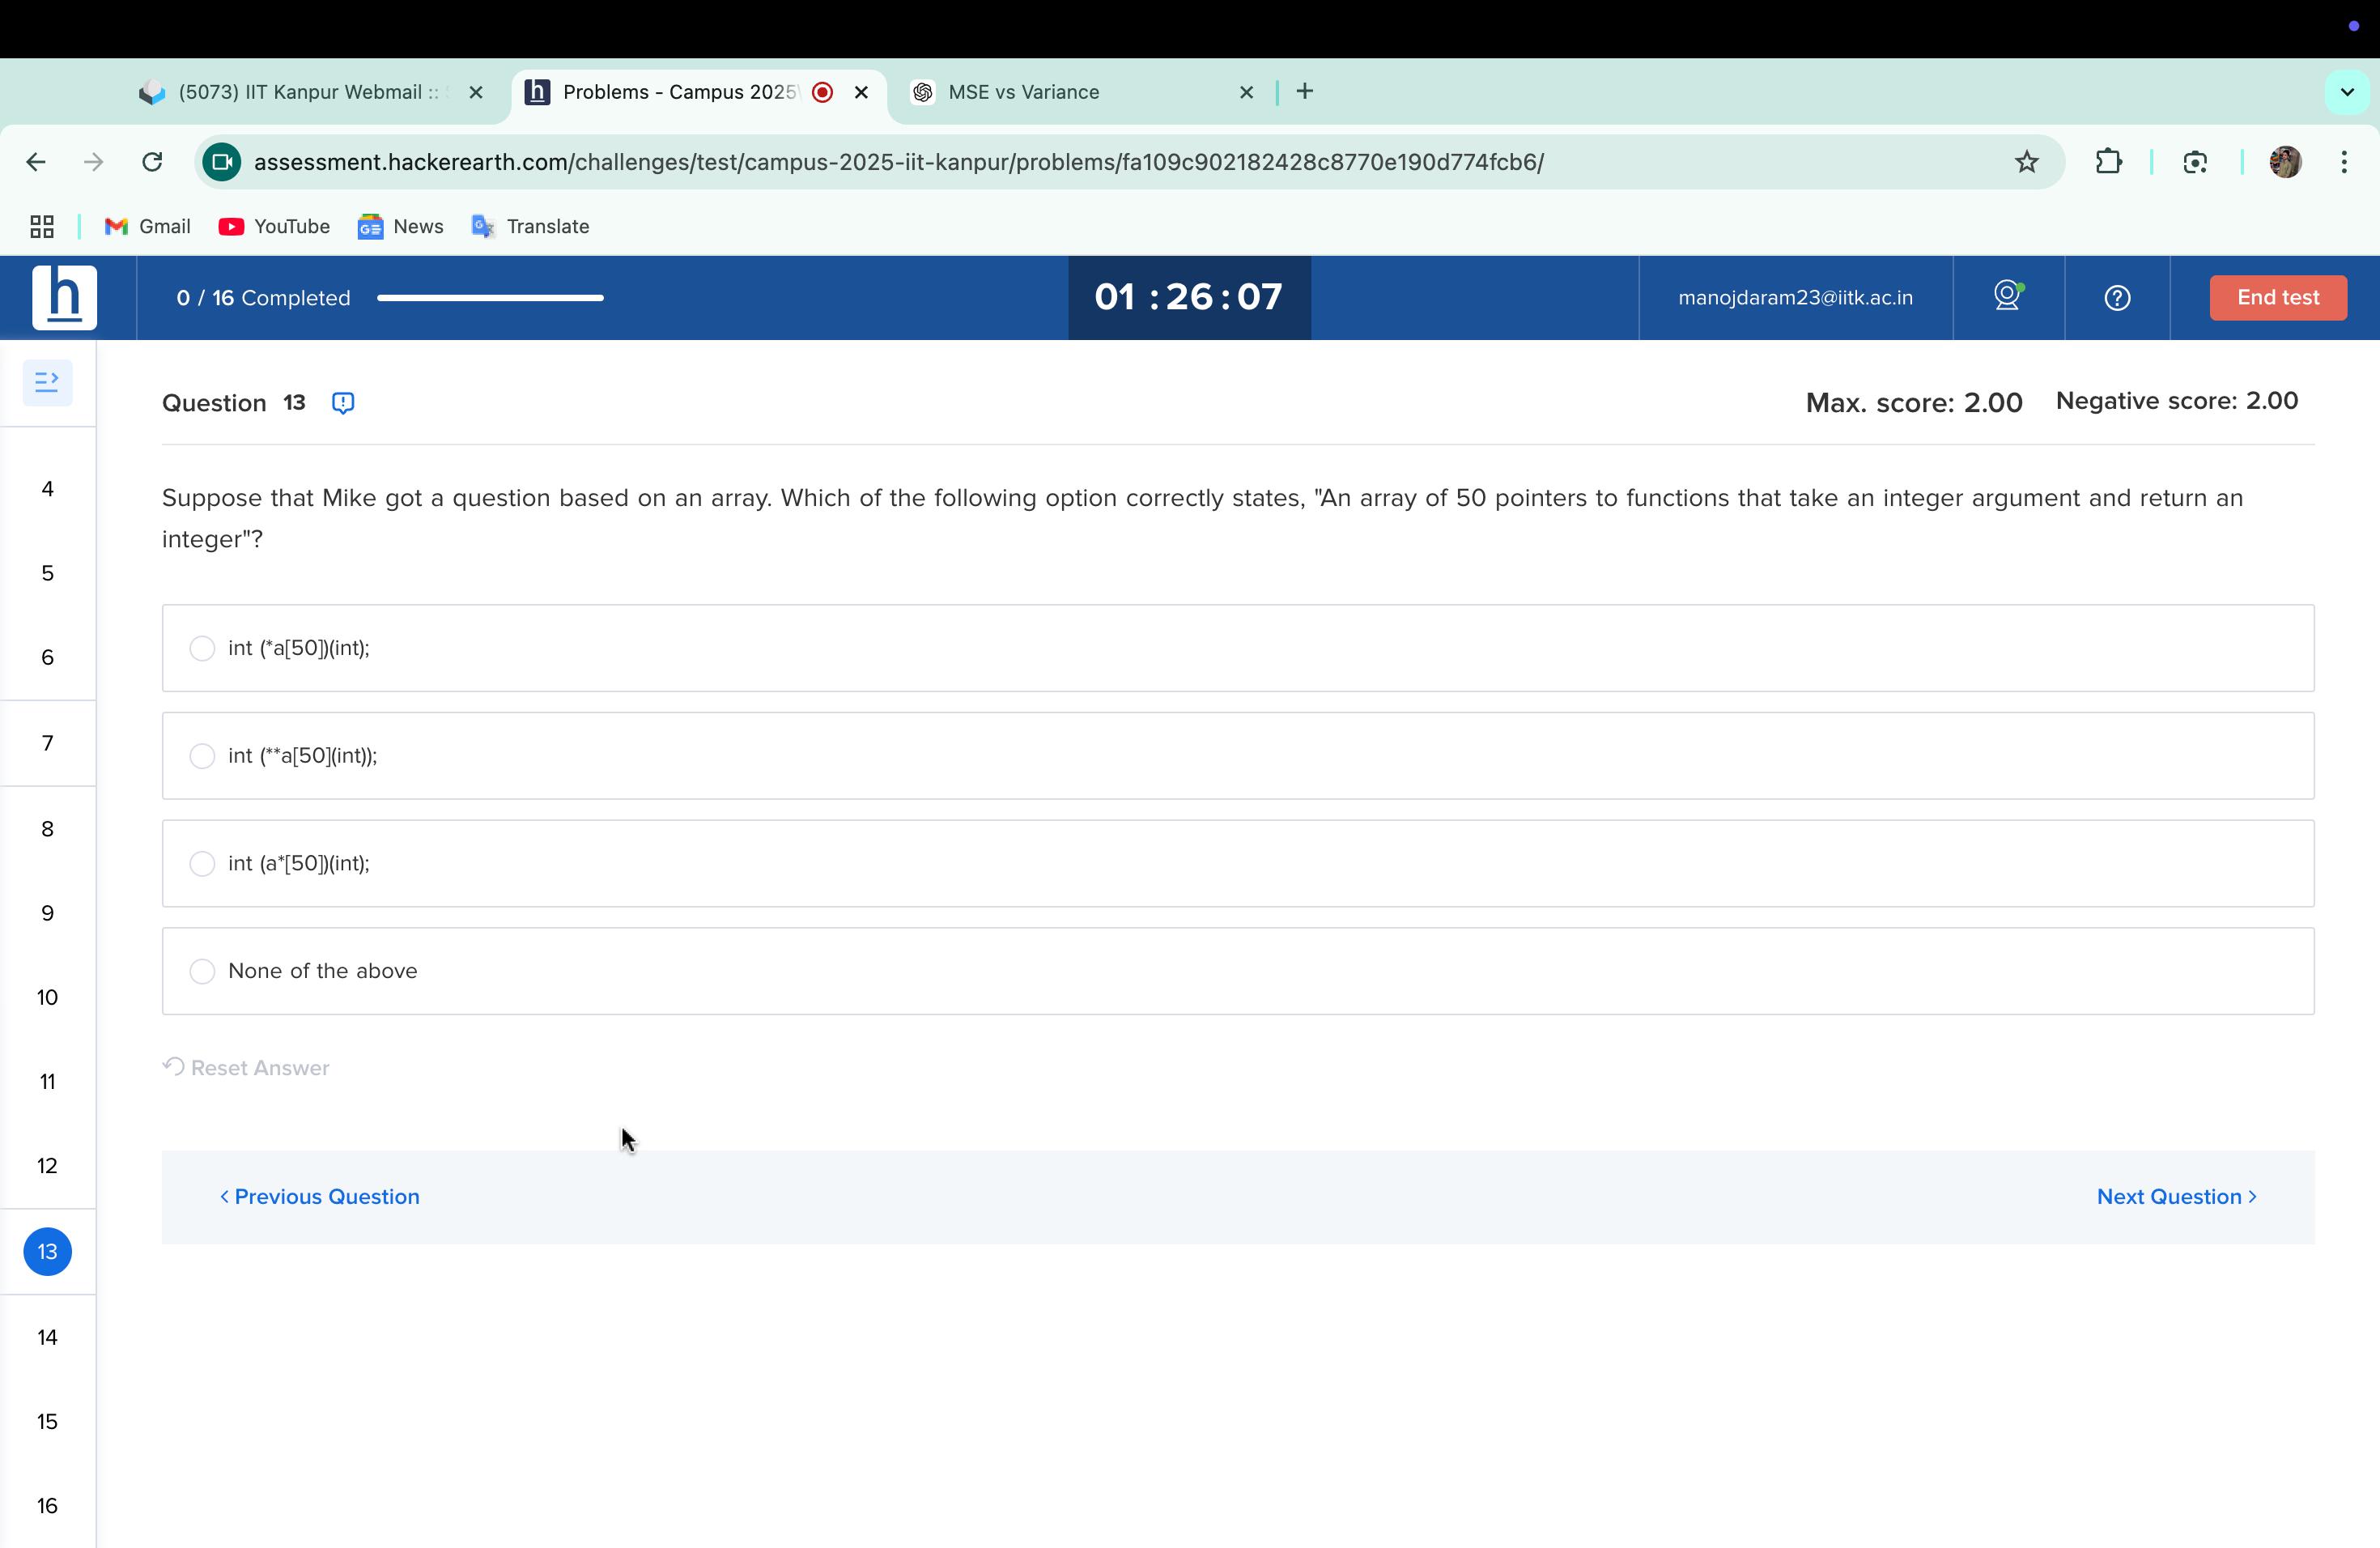 (5073) IIT Kanpur Webmail ::
Problems - Campus 2025
MSE vs Variance
assessment.hackerearth.com/challenges/test/campus-2025-iit-kanpur/problems/fa109c902182428c8770e190d774fcb6/
Gmail
YouTube
News
Translate
h
0 / 16 Completed
01 : 26 : 07
manojdaram23@iitk.ac.in
End test
Question 13
Max. score: 2.00
Negative score: 2.00
Suppose that Mike got a question based on an array. Which of the following option correctly states, "An array of 50 pointers to functions that take an integer argument and return an
integer"?
int (*a[50])(int);
int (**a[50](int));
int (a*[50])(int);
None of the above
Reset Answer
< Previous Question
Next Question >
4
5
6
7
8
9
10
11
12
13
14
15
16